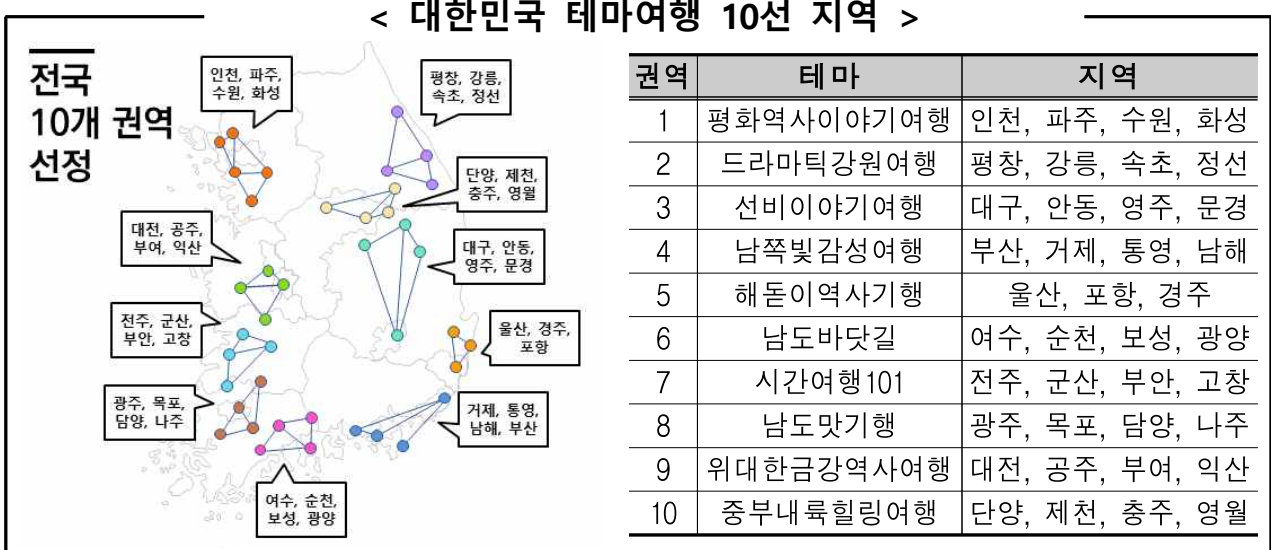 < 대한민국 테마여행 10선 지역 >
전국
10개 권역
선정
인천, 파주,
수원, 화성
평창, 강릉,
속초, 정선
단양, 제천,
충주, 영월
대전, 공주,
부여, 익산
대구, 안동,
영주, 문경
전주, 군산,
부안, 고창
울산, 경주,
포항
광주, 목포,
담양, 나주
거제, 통영,
남해, 부산
여수, 순천,
보성, 광양
권역 테마 지역
1 평화역사이야기여행 인천, 파주, 수원, 화성
2 드라마틱강원여행 평창, 강릉, 속초, 정선
3 선비이야기여행 대구, 안동, 영주, 문경
4 남쪽빛감성여행 부산, 거제, 통영, 남해
5 해돋이역사기행 울산, 포항, 경주
6 남도바닷길 여수, 순천, 보성, 광양
7 시간여행101 전주, 군산, 부안, 고창
8 남도맛기행 광주, 목포, 담양, 나주
9 위대한금강역사여행 대전, 공주, 부여, 익산
10 중부내륙힐링여행 단양, 제천, 충주, 영월